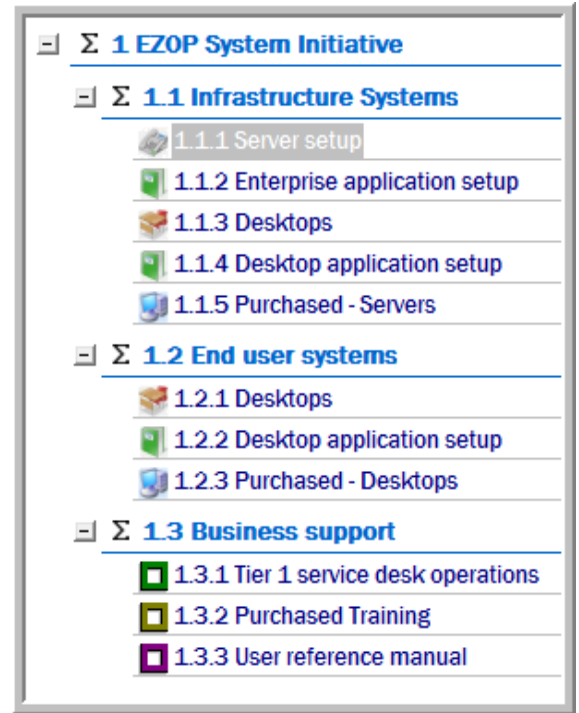 Σ 1 EZOP System Initiative
Σ 1.1 Infrastructure Systems
1.1.1 Server setup
1.1.2 Enterprise application setup
1.1.3 Desktops
1.1.4 Desktop application setup
1.1.5 Purchased - Servers
Σ 1.2 End user systems
1.2.1 Desktops
1.2.2 Desktop application setup
1.2.3 Purchased - Desktops
Σ 1.3 Business support
1.3.1 Tier 1 service desk operations
1.3.2 Purchased Training
1.3.3 User reference manual